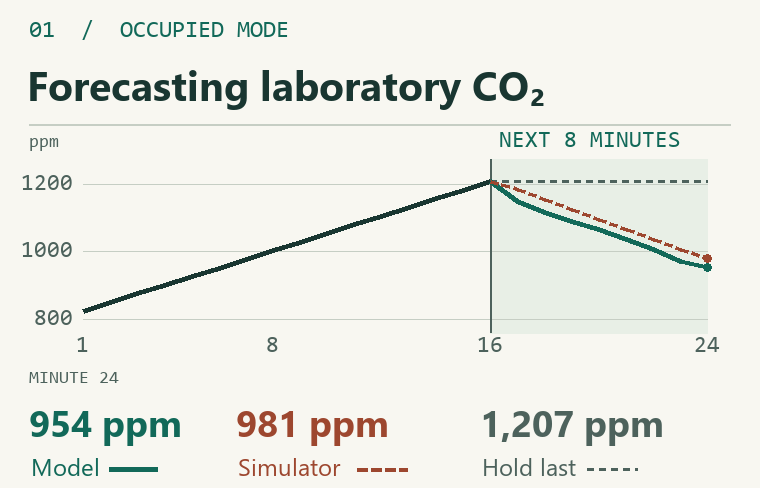 01 / OCCUPIED MODE
Forecasting laboratory CO₂
ppm
NEXT 8 MINUTES
1200
1000
800
1 8 16 24
MINUTE 24
954 ppm 981 ppm 1,207 ppm
Model Simulator Hold last